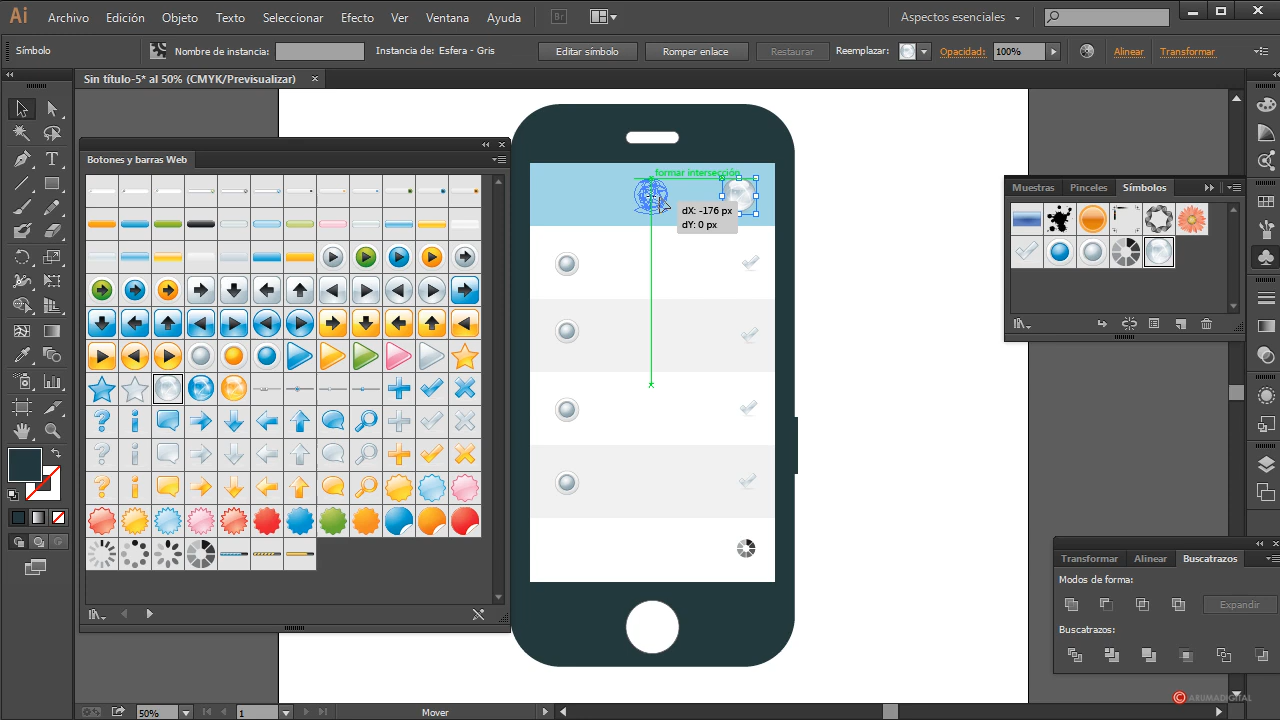 Ai Archivo Edición Objeto Texto Seleccionar Efecto Ver Ventana Ayuda Br Aspectos esenciales
Símbolo Nombre de instancia: Instancia de: Esfera - Gris Editar símbolo Romper enlace Restaurar Reemplazar: Opacidad: 100% Alinear Transformar
Sin título-5* al 50% (CMYK/Previsualizar)
Botones y barras Web
formar intersección
dX: -176 px
dY: 0 px
Muestras Pinceles Símbolos
Transformar Alinear Buscatrazos
Modos de forma:
Expandir
Buscatrazos:
© ARUMADIGITAL
50% 1 Mover